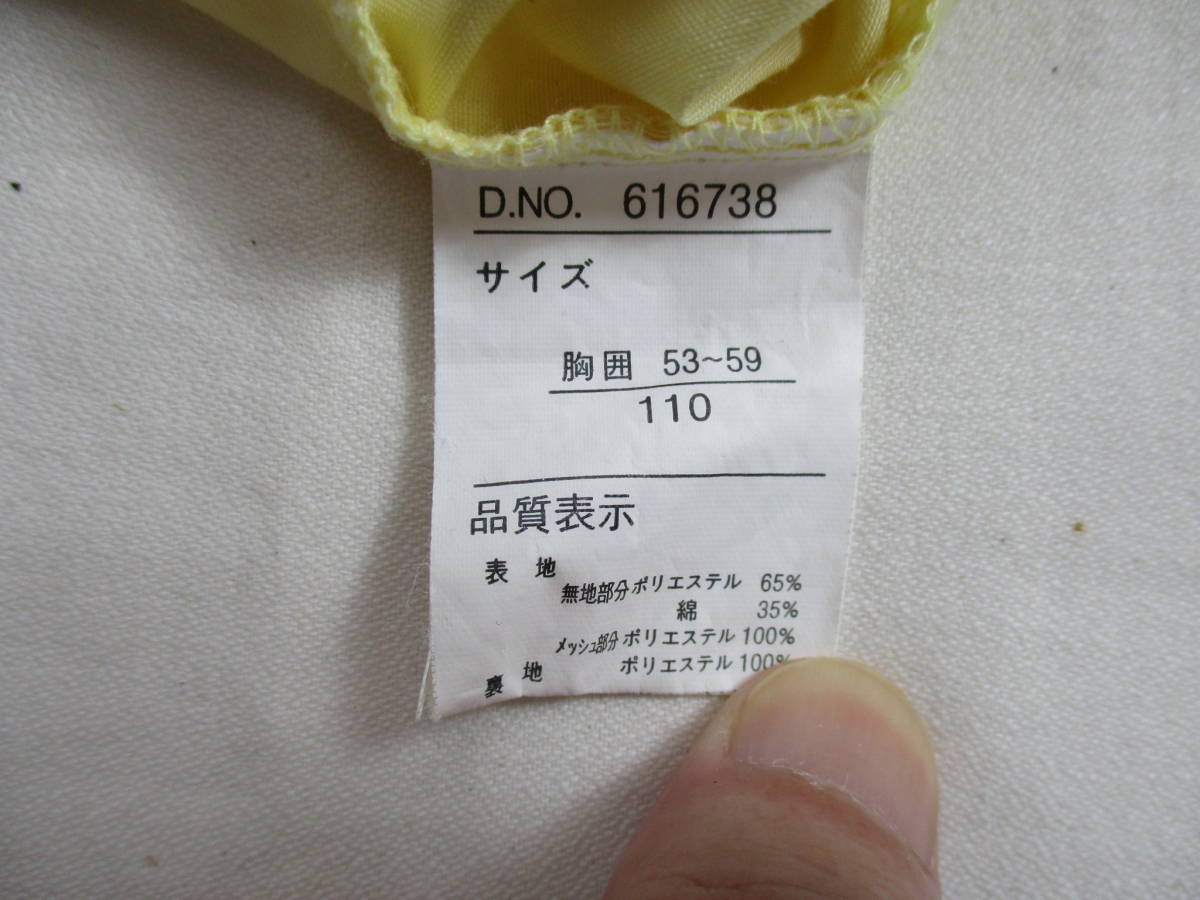 D.NO. 616738
サイズ
胸囲 53~59
110
品質表示
表 地
無地部分 ポリエステル 65%
綿 35%
メッシュ部分 ポリエステル 100%
裏 地 ポリエステル 100%